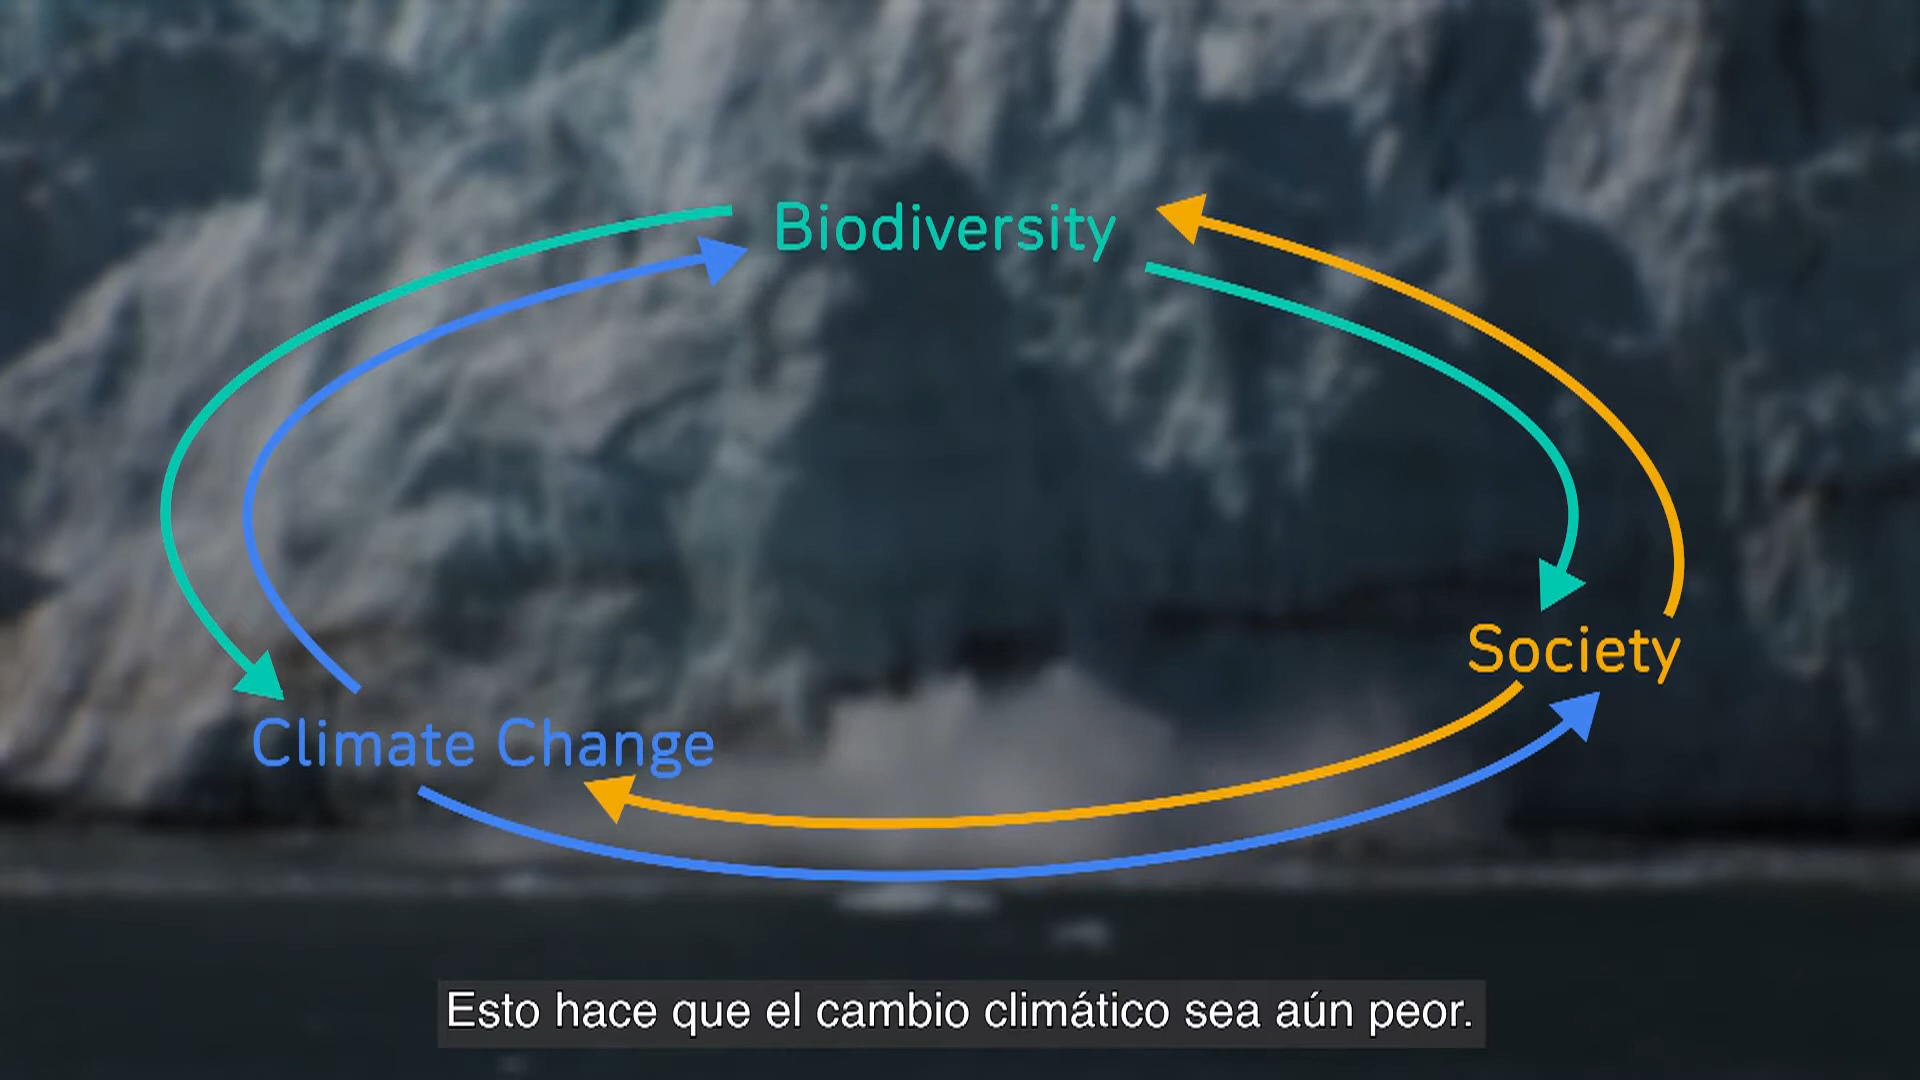 Biodiversity
Society
Climate Change
Esto hace que el cambio climático sea aún peor.